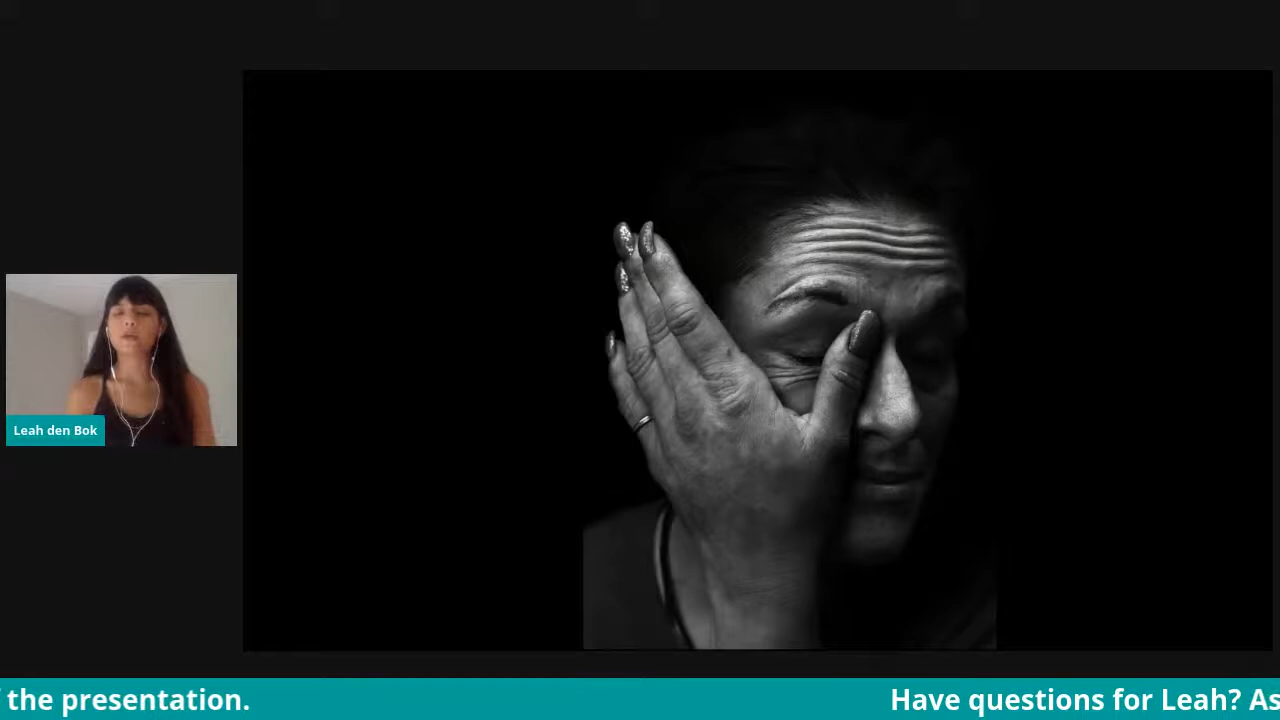 Leah den Bok
the presentation.
Have questions for Leah? As